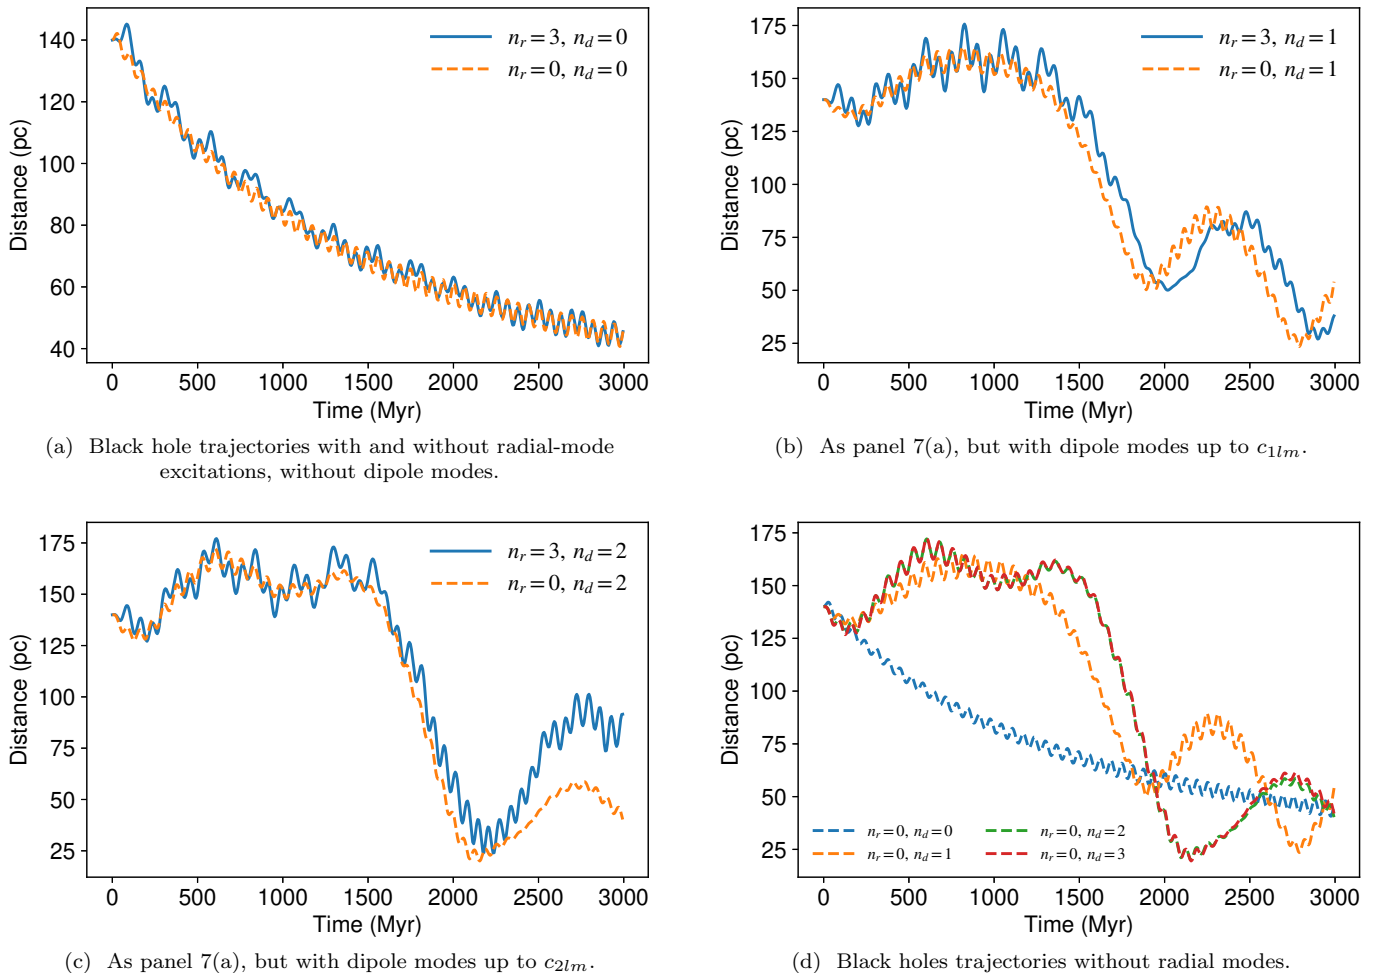 140
120
100
80
60
40
Distance (pc)
0 500 1000 1500 2000 2500 3000
Time (Myr)
n_r=3, n_d=0
n_r=0, n_d=0
(a) Black hole trajectories with and without radial-mode
excitations, without dipole modes.
175
150
125
100
75
50
25
Distance (pc)
0 500 1000 1500 2000 2500 3000
Time (Myr)
n_r=3, n_d=1
n_r=0, n_d=1
(b) As panel 7(a), but with dipole modes up to c_{1lm}.
175
150
125
100
75
50
25
Distance (pc)
0 500 1000 1500 2000 2500 3000
Time (Myr)
n_r=3, n_d=2
n_r=0, n_d=2
(c) As panel 7(a), but with dipole modes up to c_{2lm}.
175
150
125
100
75
50
25
Distance (pc)
0 500 1000 1500 2000 2500 3000
Time (Myr)
n_r=0, n_d=0
n_r=0, n_d=1
n_r=0, n_d=2
n_r=0, n_d=3
(d) Black holes trajectories without radial modes.